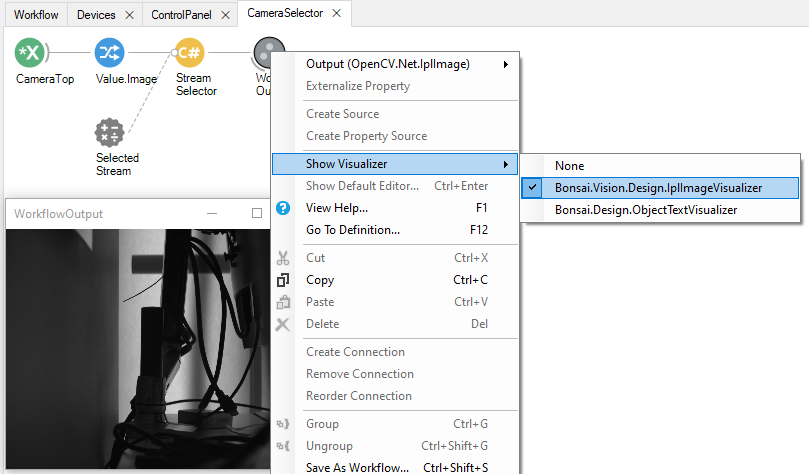 Workflow
Devices
ControlPanel
CameraSelector
*X
C#
CameraTop
Value.Image
Stream
Selector
Selected
Stream
WorkflowOutput
Output (OpenCV.Net.IplImage)
Externalize Property
Create Source
Create Property Source
Show Visualizer
Show Default Editor... Ctrl+Enter
View Help... F1
Go To Definition... F12
Cut Ctrl+X
Copy Ctrl+C
Paste Ctrl+V
Delete Del
Create Connection
Remove Connection
Reorder Connection
Group Ctrl+G
Ungroup Ctrl+Shift+G
Save As Workflow... Ctrl+Shift+S
None
Bonsai.Vision.Design.IplImageVisualizer
Bonsai.Design.ObjectTextVisualizer